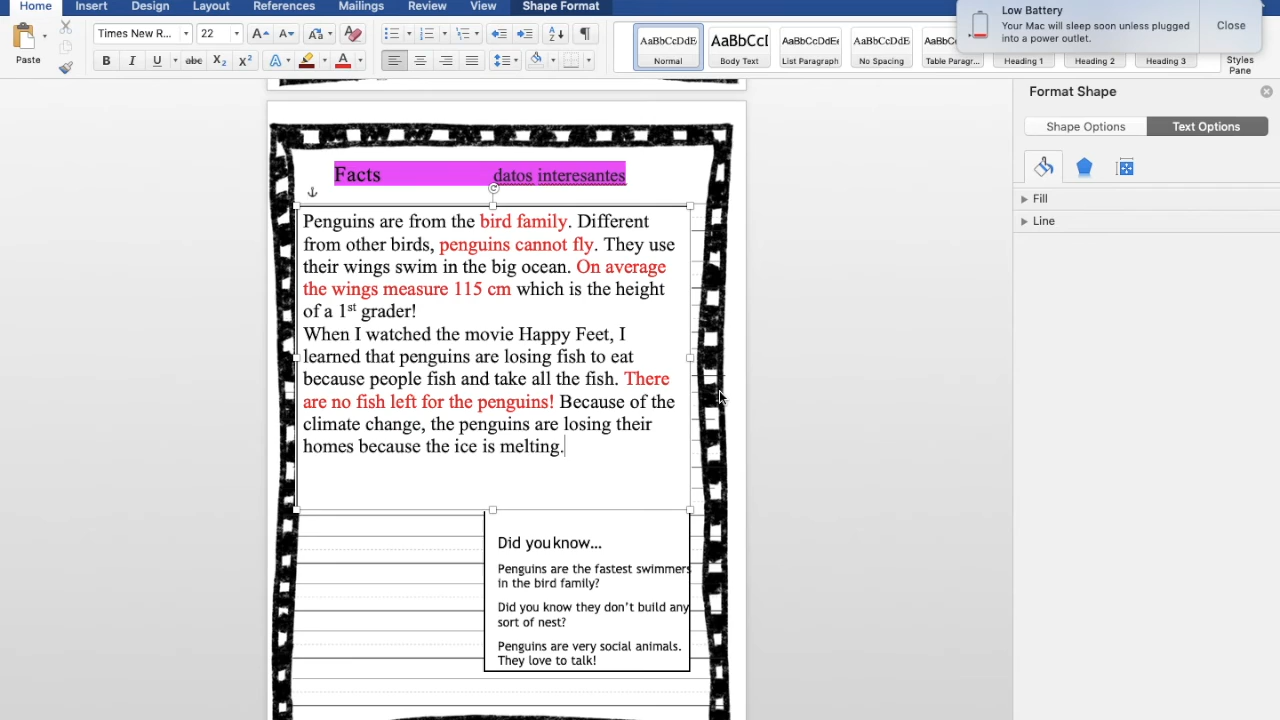 Home Insert Design Layout References Mailings Review View Shape Format
Low Battery
Your Mac will sleep soon unless plugged
into a power outlet.
Close
Paste
Times New R... 22
AaBbCcDdE AaBbCcI AaBbCcDdEe AaBbCcDdE AaBbCc
Normal Body Text List Paragraph No Spacing Table Paragr... Heading 1 Heading 2 Heading 3
Styles
Pane
Format Shape
Shape Options Text Options
Fill
Line
Facts datos interesantes
Penguins are from the bird family. Different
from other birds, penguins cannot fly. They use
their wings swim in the big ocean. On average
the wings measure 115 cm which is the height
of a 1st grader!
When I watched the movie Happy Feet, I
learned that penguins are losing fish to eat
because people fish and take all the fish. There
are no fish left for the penguins! Because of the
climate change, the penguins are losing their
homes because the ice is melting.
Did you know...
Penguins are the fastest swimmers
in the bird family?
Did you know they don't build any
sort of nest?
Penguins are very social animals.
They love to talk!